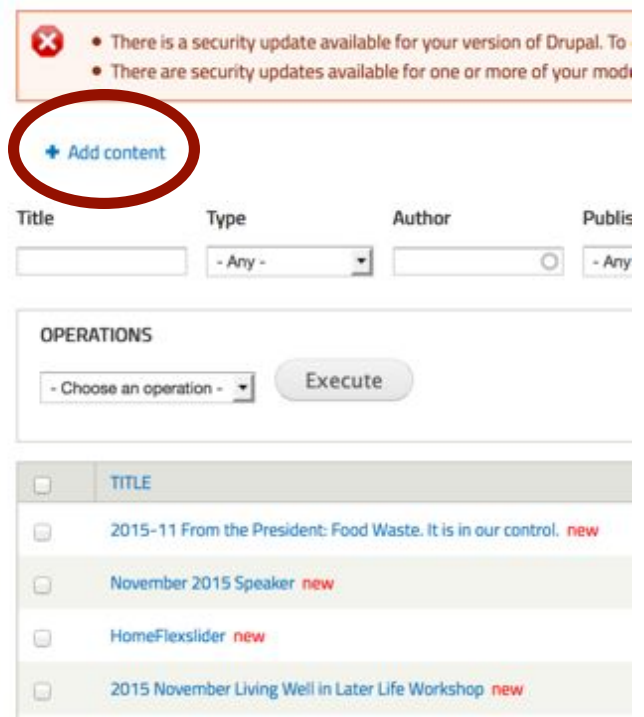 There is a security update available for your version of Drupal. To
There are security updates available for one or more of your
Add content
Title Type Author
- Any - - Any
OPERATIONS
- Choose an operation - Execute
TITLE
2015-11 From the President: Food Waste. It is in our control. new
November 2015 Speaker new
HomeFlexslider new
2015 November Living Well in Later Life Workshop new